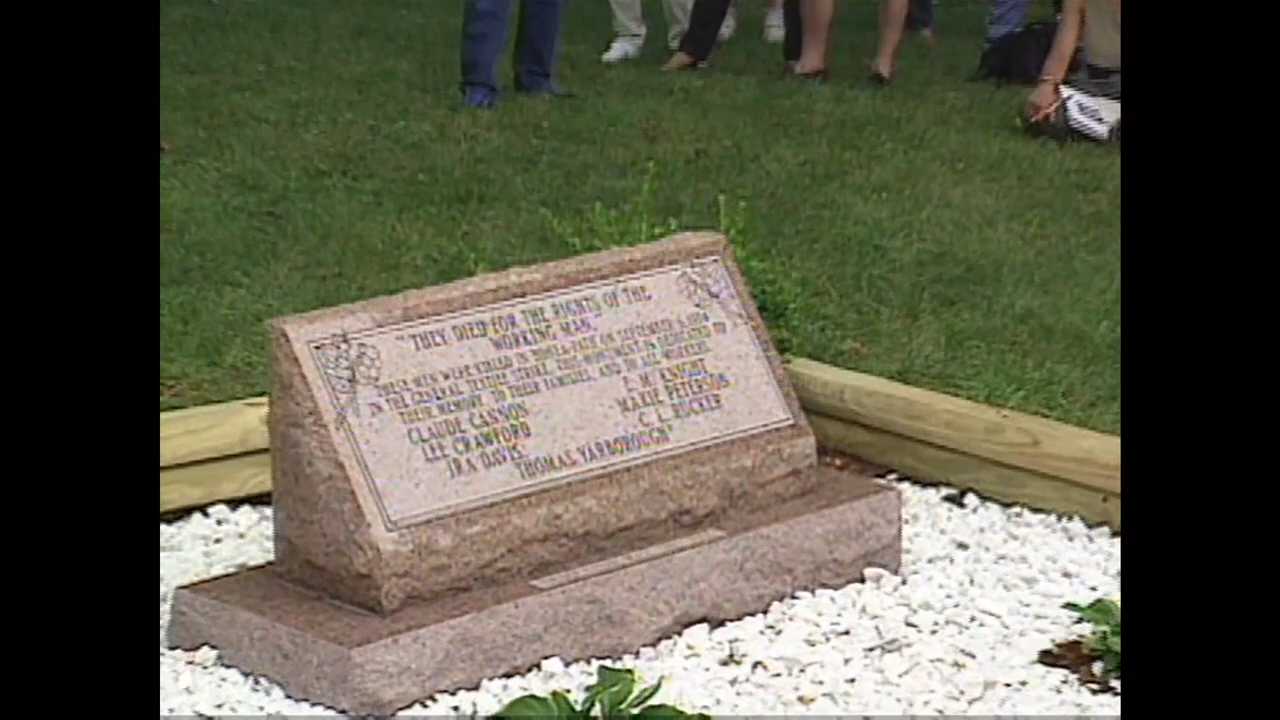 "THEY DIED FOR THE RIGHTS OF THE
WORKING MAN.
THESE MEN WERE KILLED IN HONEA PATH ON SEPTEMBER 6, 1934
IN THE GENERAL TEXTILE STRIKE. THIS MONUMENT IS DEDICATED TO
THEIR MEMORY, TO THEIR FAMILIES, AND TO ALL WORKERS.
CLAUDE CANNON E. M. KNIGHT
LEE CRAWFORD MAXIE PETERSON
IRA DAVIS C. L. RUCKER
THOMAS YARBOROUGH"